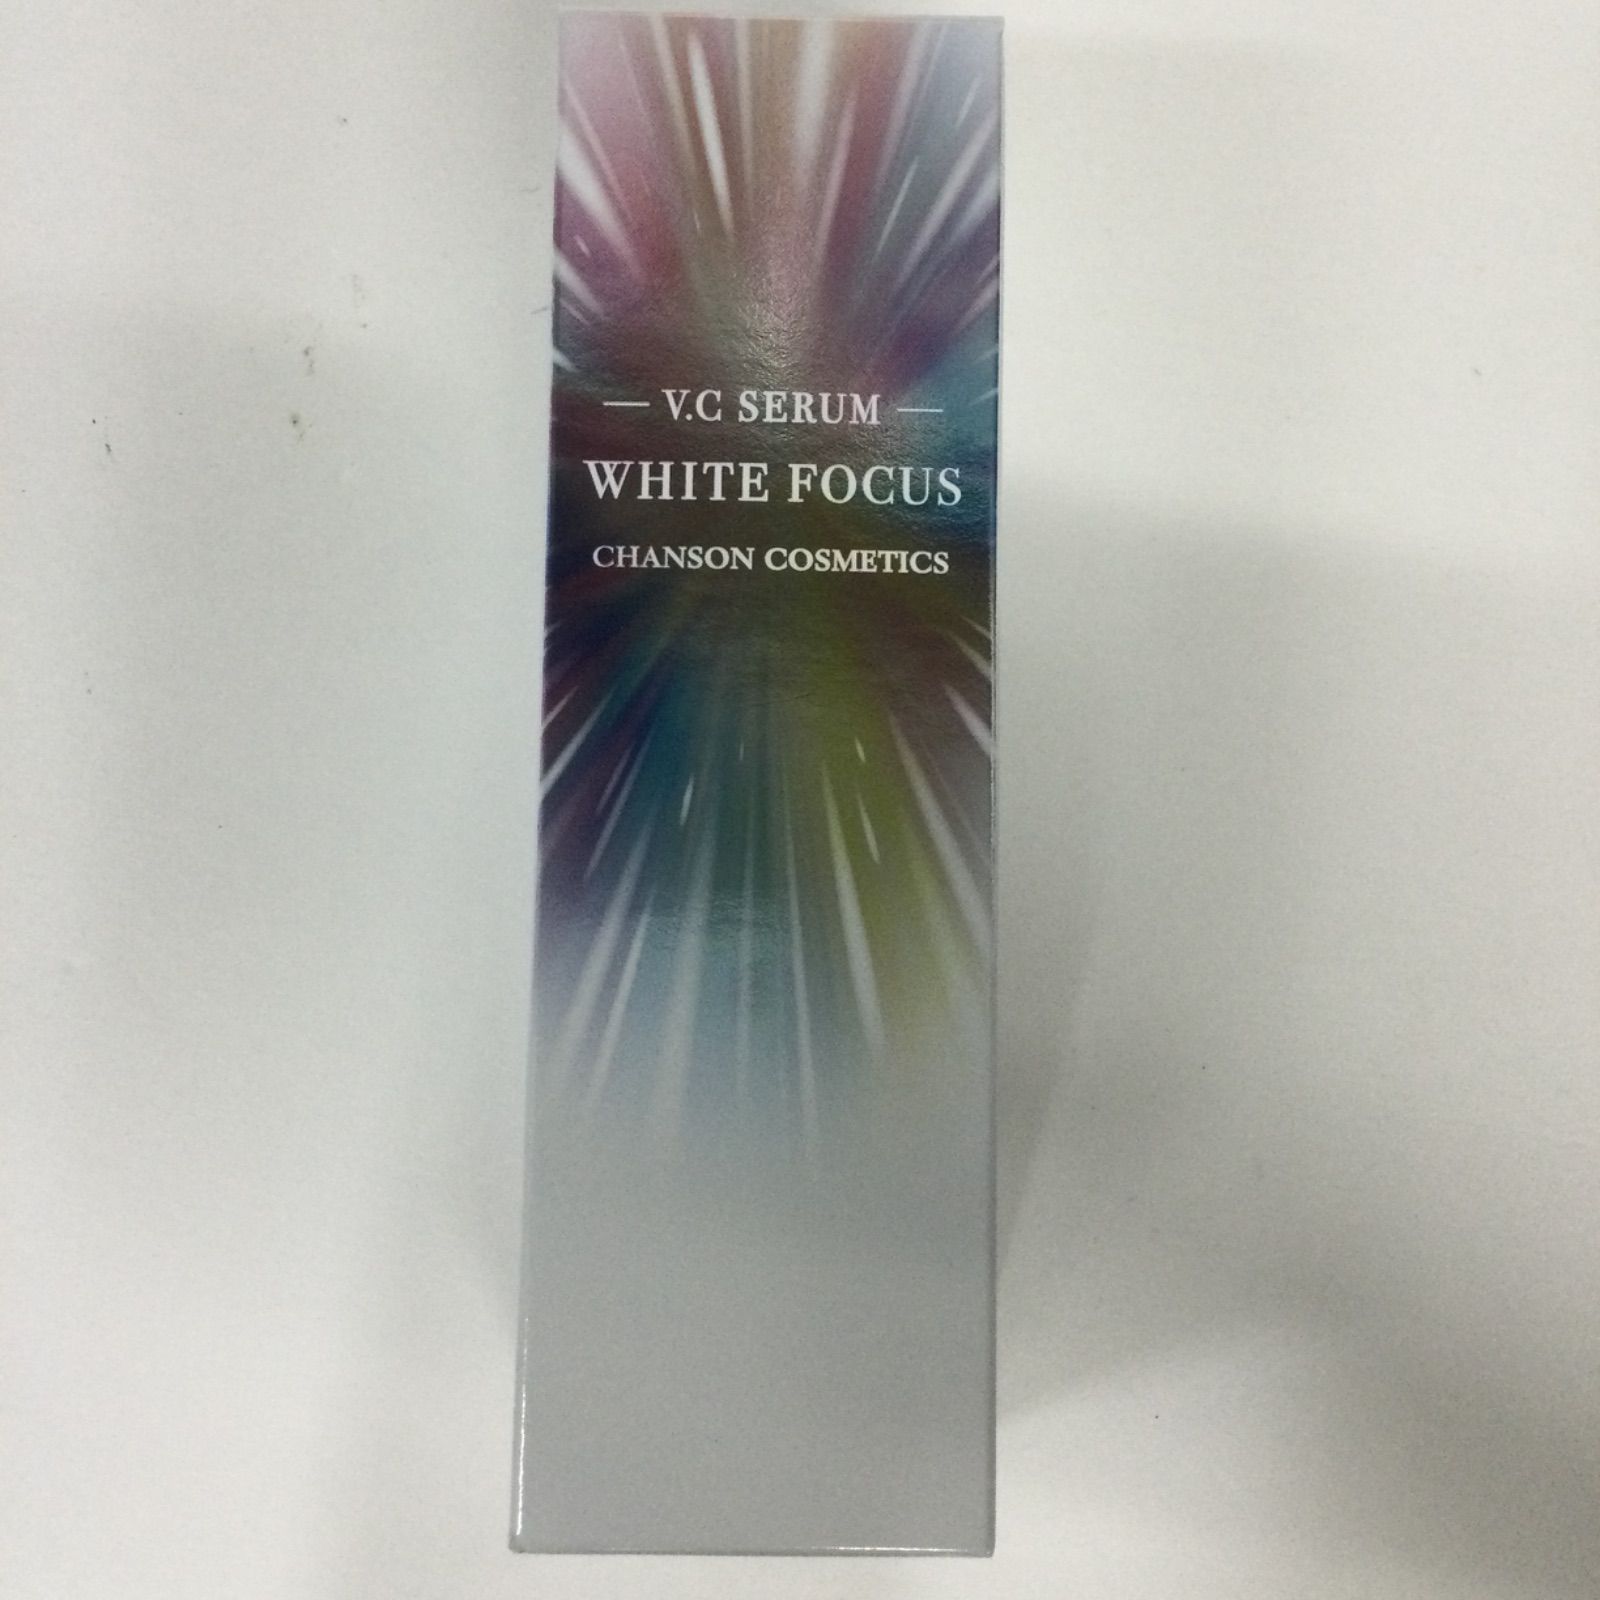 — V.C SERUM —
WHITE FOCUS
CHANSON COSMETICS